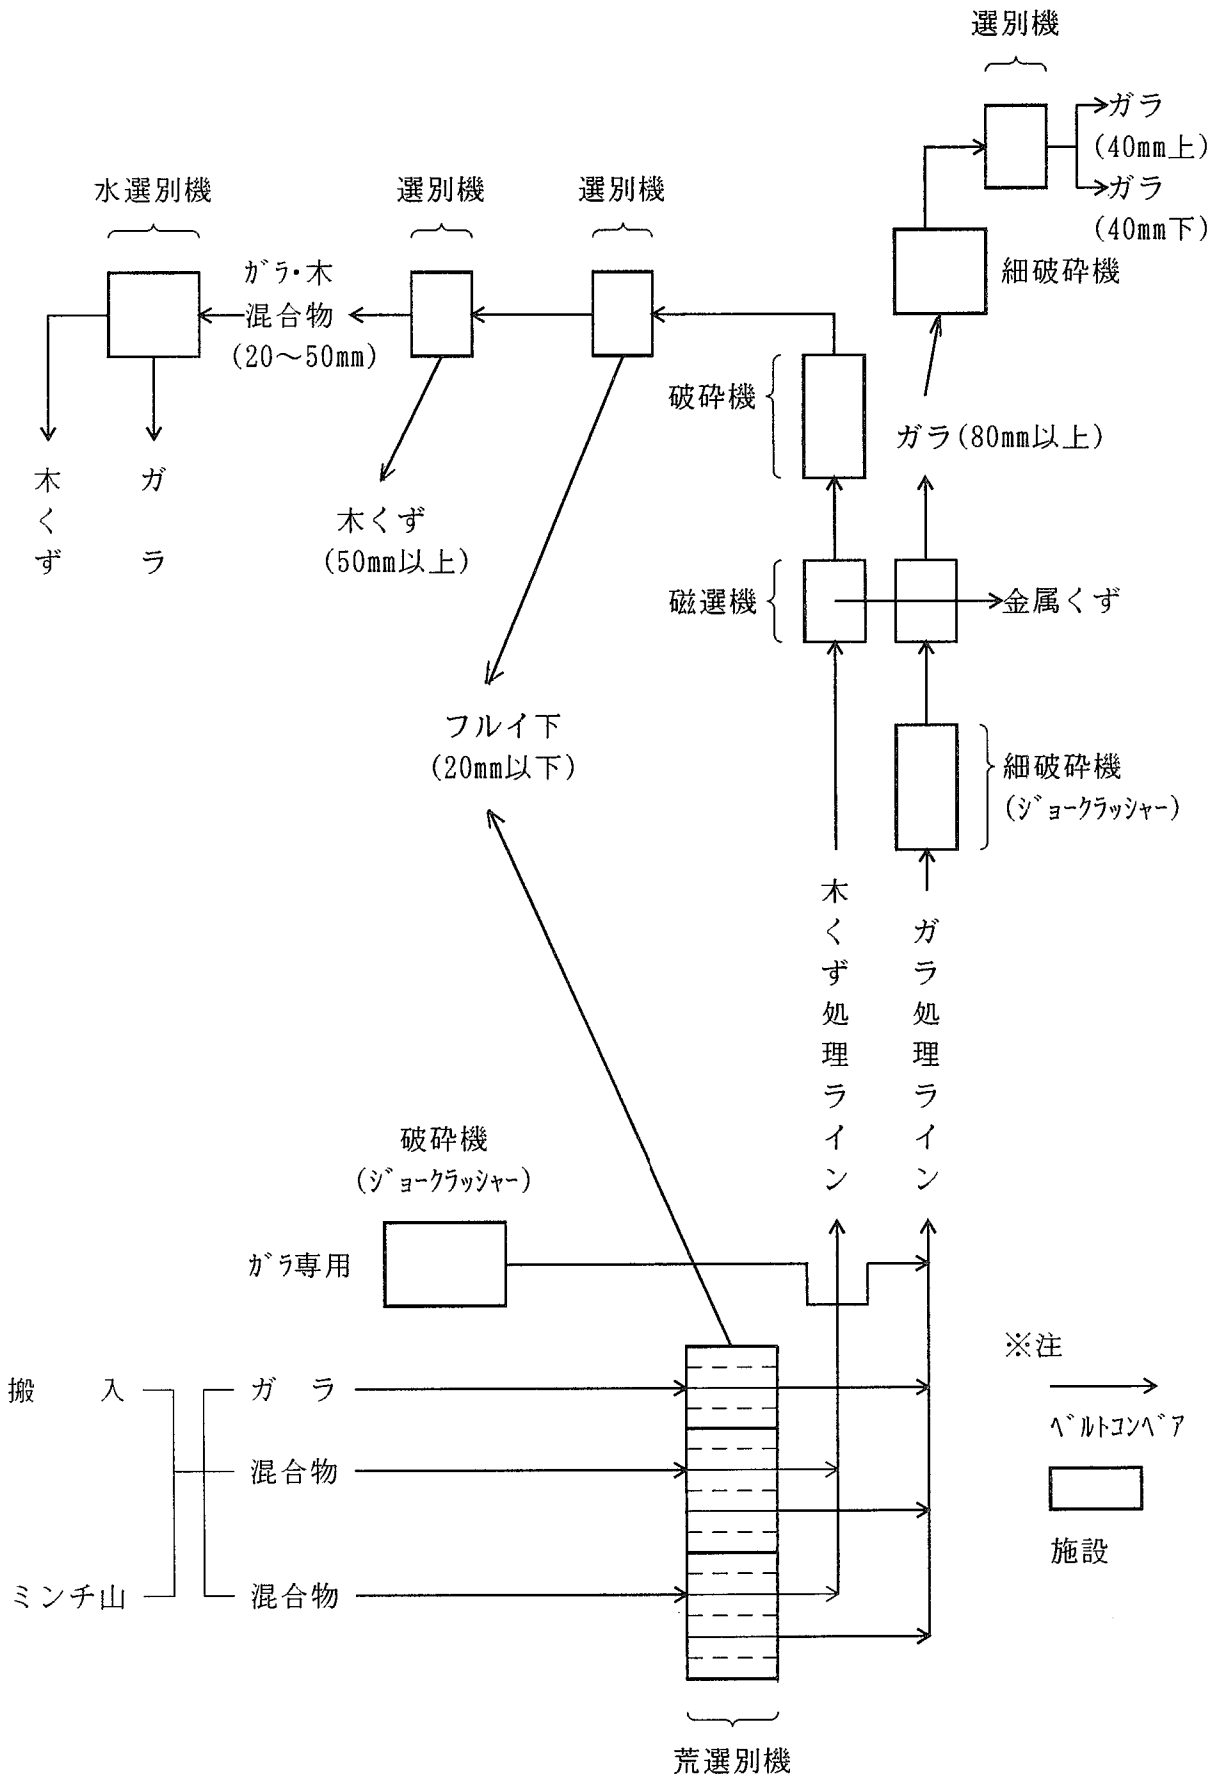 選別機
ガラ
(40mm上)
ガラ
(40mm下)
水選別機
選別機
選別機
細破砕機
ガラ・木
混合物
(20～50mm)
破砕機
ガラ(80mm以上)
木くず
ガラ
木くず
(50mm以上)
磁選機
金属くず
フルイ下
(20mm以下)
細破砕機
(ジョークラッシャー)
木くず処理ライン
ガラ処理ライン
破砕機
(ジョークラッシャー)
ガラ専用
※注
搬入
ガラ
ベルトコンベア
混合物
施設
ミンチ山
混合物
荒選別機